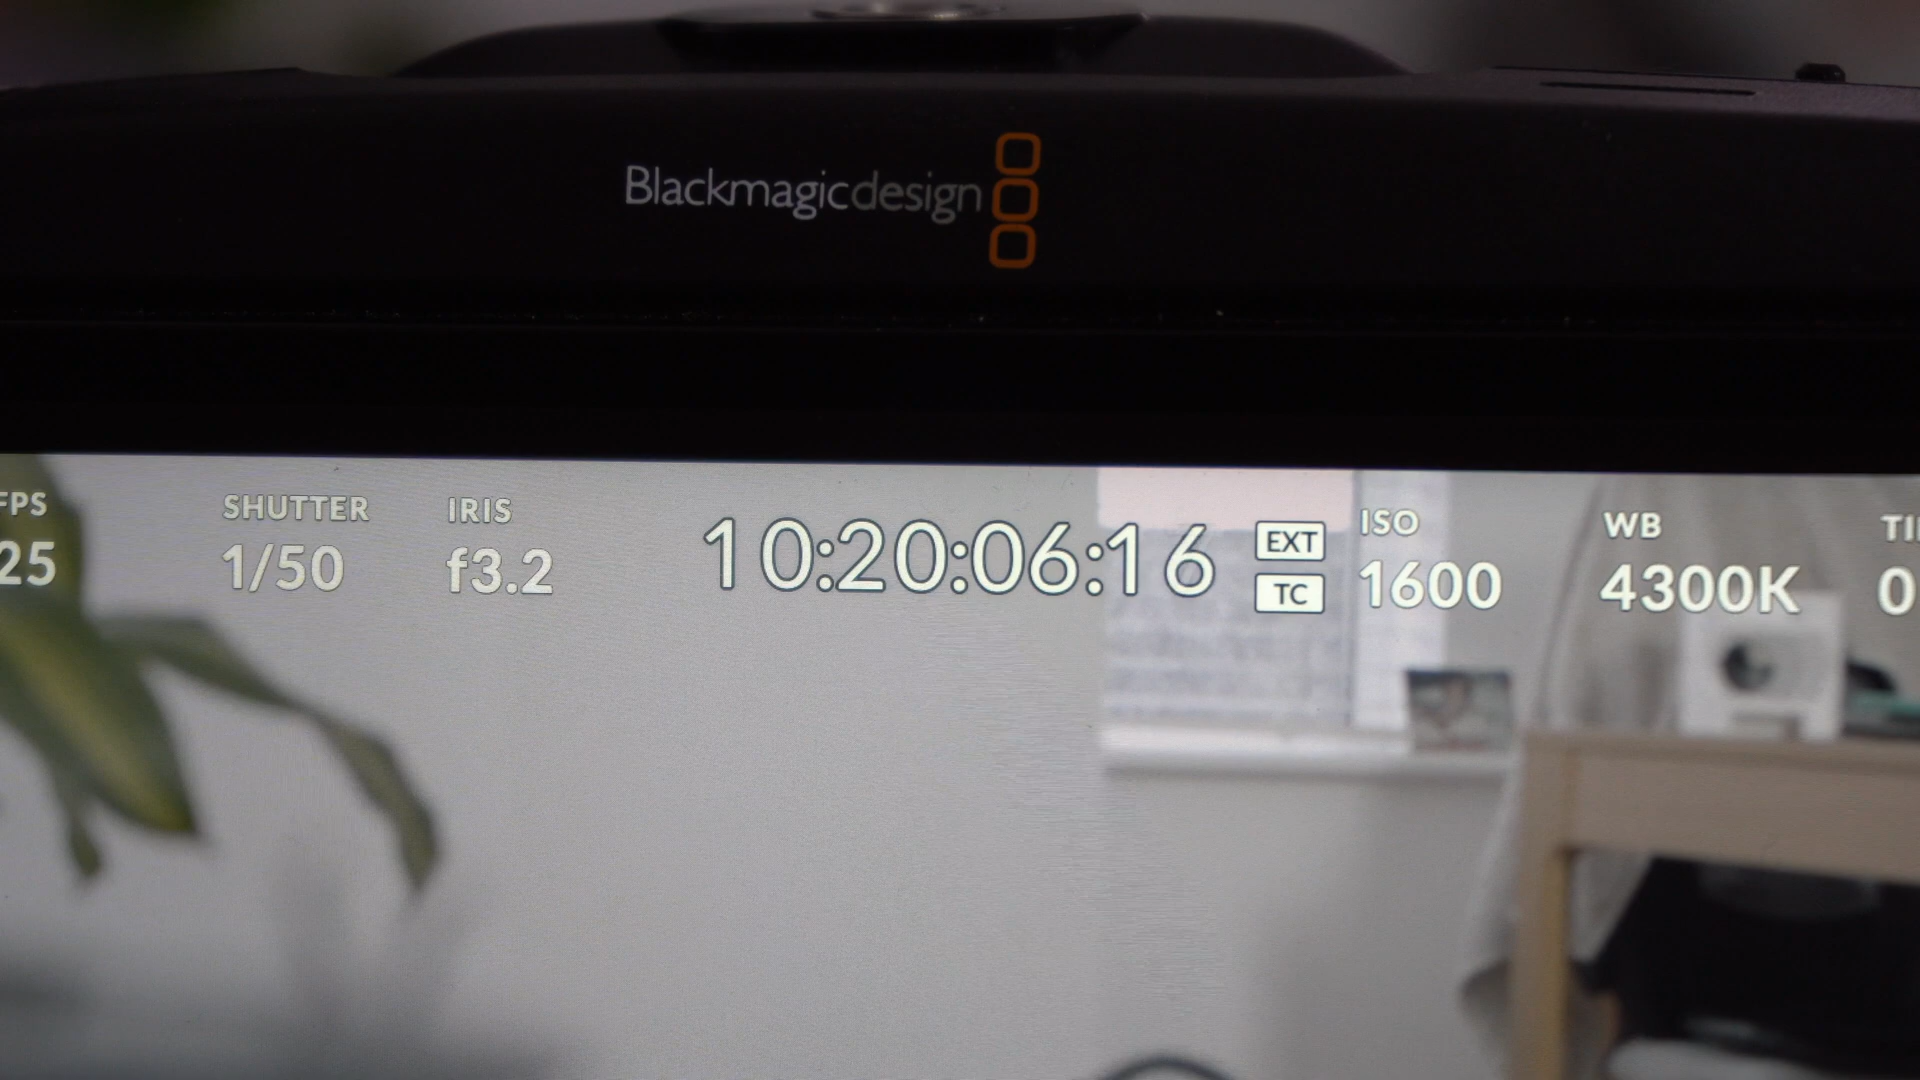 Blackmagicdesign
FPS SHUTTER IRIS ISO WB
25 1/50 f3.2 10:20:06:16 EXT TC 1600 4300K 0